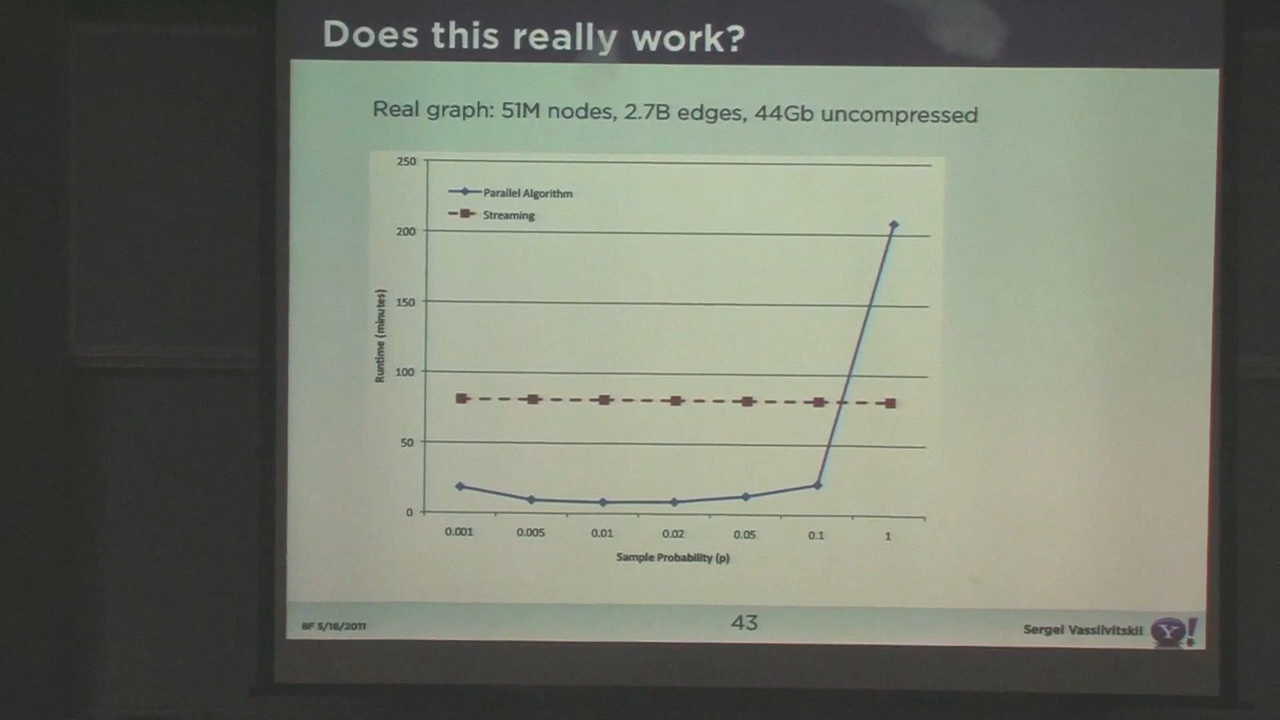 Does this really work?
Real graph: 51M nodes, 2.7B edges, 44Gb uncompressed
250
200
150
100
50
0
Parallel Algorithm
Streaming
Runtime (minutes)
0.001 0.005 0.01 0.02 0.05 0.1 1
Sample Probability (p)
BF 5/16/2011
43
Sergei Vassilvitskii
Y!